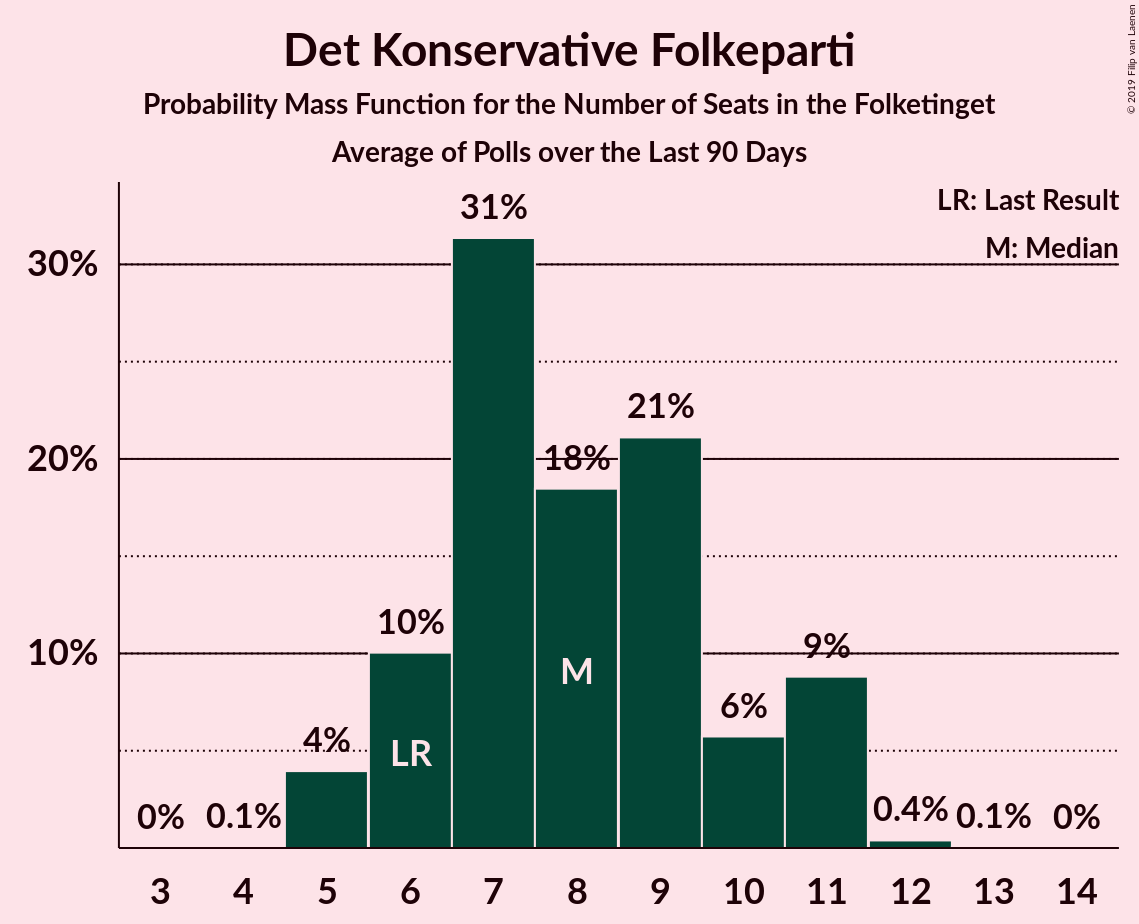 Det Konservative Folkeparti
Probability Mass Function for the Number of Seats in the Folketinget
Average of Polls over the Last 90 Days
© 2019 Filip van Laenen
LR: Last Result
M: Median
30%
20%
10%
0%
0.1%
4%
10%
31%
18%
21%
6%
9%
0.4%
0.1%
0%
LR
M
3 4 5 6 7 8 9 10 11 12 13 14